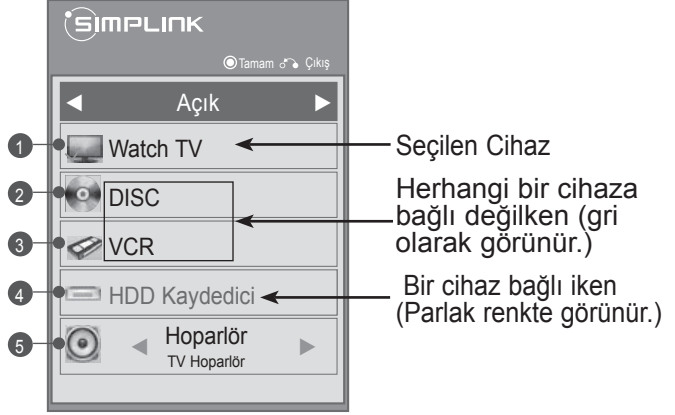 SIMPLINK
Tamam Çıkış
Açık
1 Watch TV
Seçilen Cihaz
2 DISC
Herhangi bir cihaza
bağlı değilken (gri
olarak görünür.)
3 VCR
4 HDD Kaydedici
Bir cihaz bağlı iken
(Parlak renkte görünür.)
5 Hoparlör
TV Hoparlör